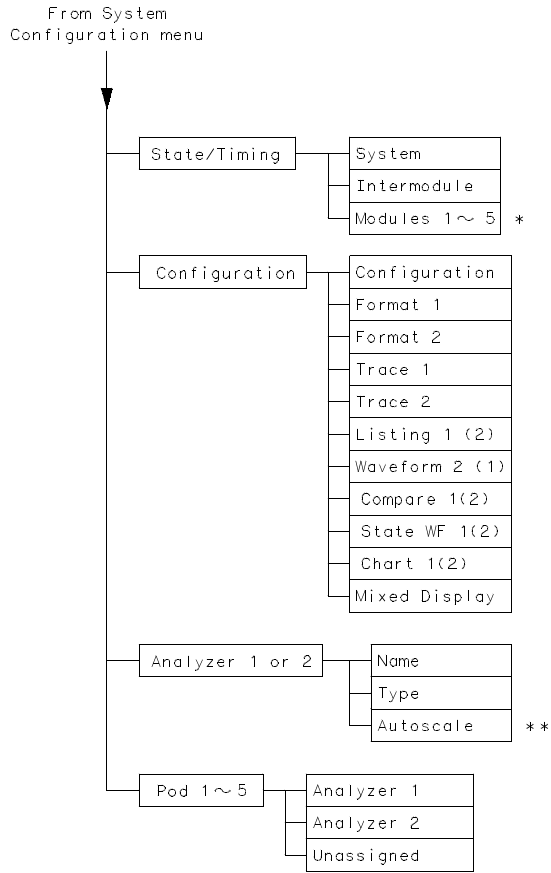 From System
Configuration menu
State/Timing
System
Intermodule
Modules 1～ 5 *
Configuration
Configuration
Format 1
Format 2
Trace 1
Trace 2
Listing 1 (2)
Waveform 2 (1)
Compare 1(2)
State WF 1(2)
Chart 1(2)
Mixed Display
Analyzer 1 or 2
Name
Type
Autoscale **
Pod 1～5
Analyzer 1
Analyzer 2
Unassigned